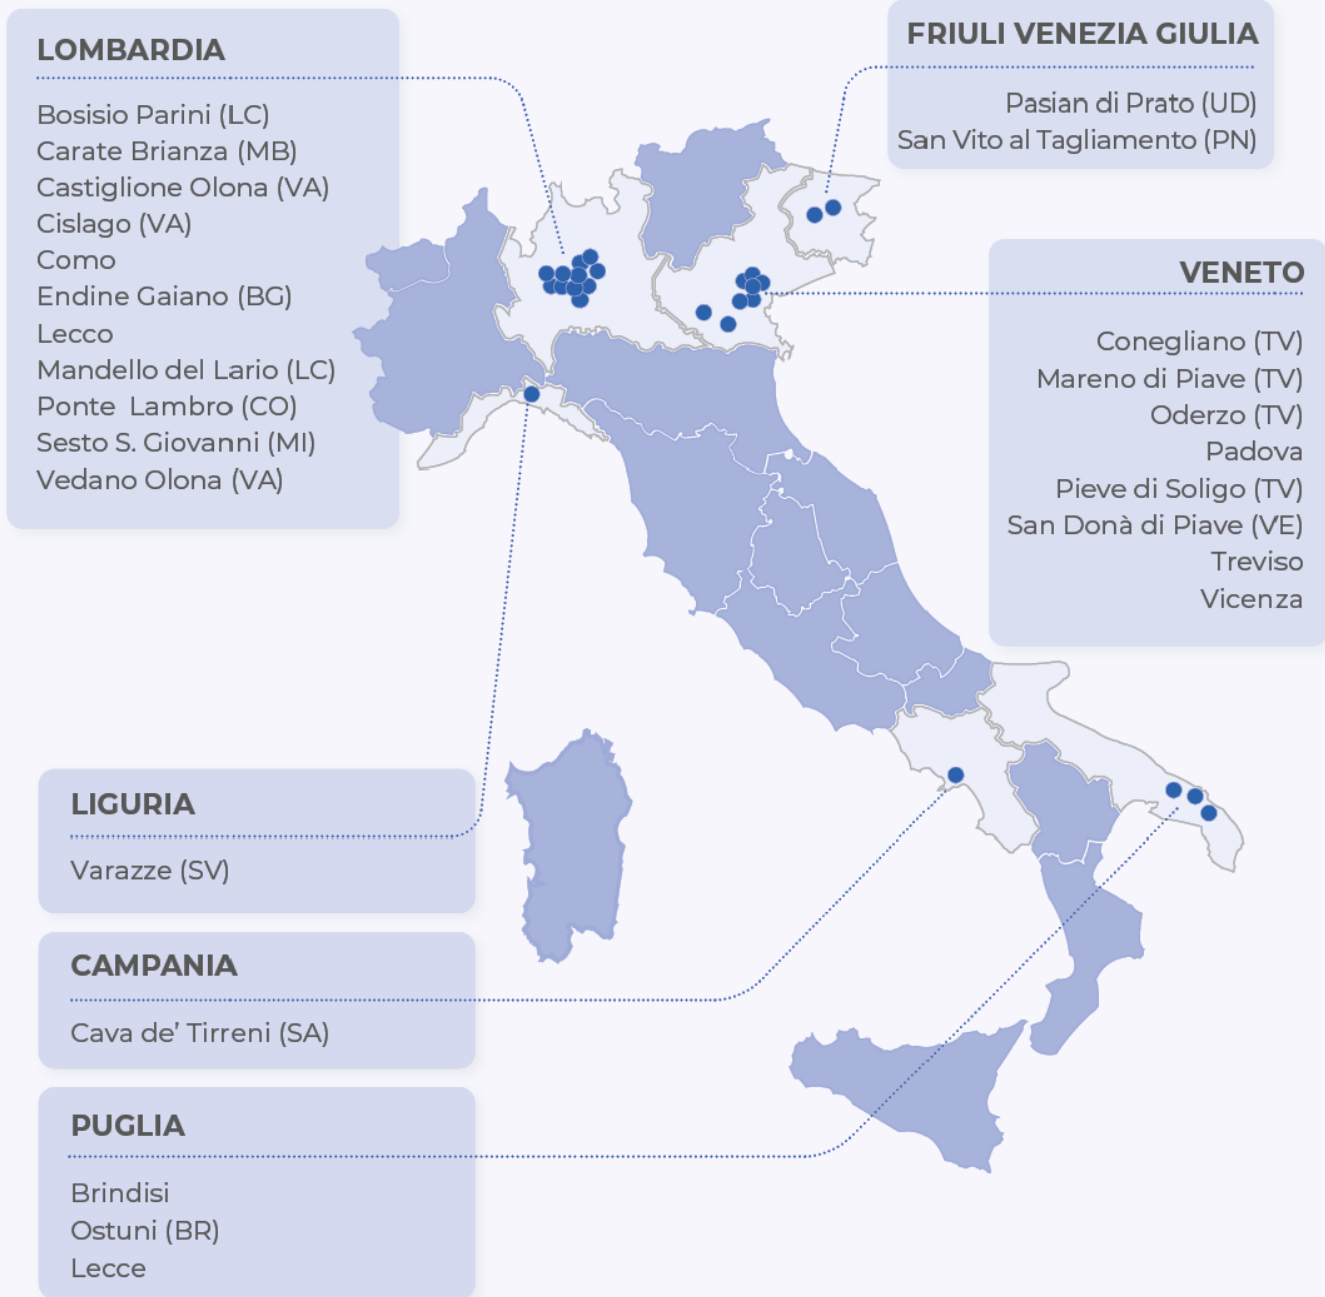 LOMBARDIA
Bosisio Parini (LC)
Carate Brianza (MB)
Castiglione Olona (VA)
Cislago (VA)
Como
Endine Gaiano (BG)
Lecco
Mandello del Lario (LC)
Ponte Lambro (CO)
Sesto S. Giovanni (MI)
Vedano Olona (VA)
FRIULI VENEZIA GIULIA
Pasian di Prato (UD)
San Vito al Tagliamento (PN)
VENETO
Conegliano (TV)
Mareno di Piave (TV)
Oderzo (TV)
Padova
Pieve di Soligo (TV)
San Donà di Piave (VE)
Treviso
Vicenza
LIGURIA
Varazze (SV)
CAMPANIA
Cava de’ Tirreni (SA)
PUGLIA
Brindisi
Ostuni (BR)
Lecce